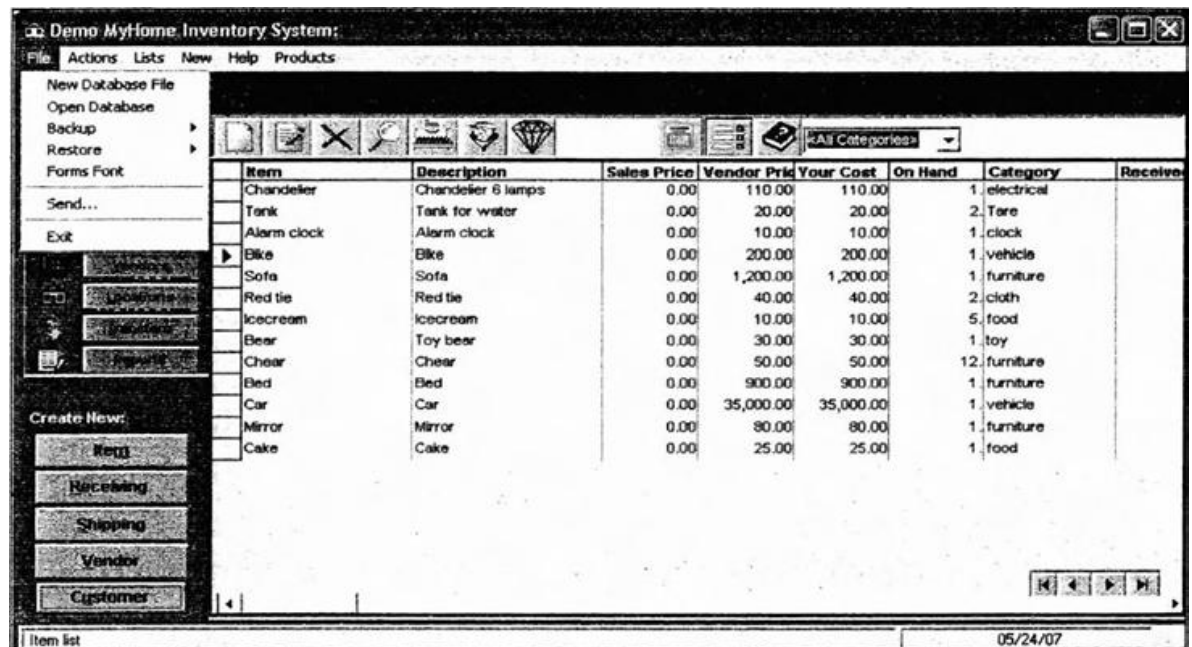 Demo MyHome Inventory System:
File Actions Lists New Help Products
New Database File
Open Database
Backup
Restore
Forms Font
Send...
Exit
<All Categories>
Item Description Sales Price Vendor Pric Your Cost On Hand Category Receive
Chandelier Chandelier 6 lamps 0.00 110.00 110.00 1. electrical
Tank Tank for water 0.00 20.00 20.00 2. Tare
Alarm clock Alarm clock 0.00 10.00 10.00 1. clock
Bike Bike 0.00 200.00 200.00 1. vehicle
Sofa Sofa 0.00 1,200.00 1,200.00 1. furniture
Red tie Red tie 0.00 40.00 40.00 2. cloth
Icecream Icecream 0.00 10.00 10.00 5. food
Bear Toy bear 0.00 30.00 30.00 1. toy
Chear Chear 0.00 50.00 50.00 12. furniture
Bed Bed 0.00 900.00 900.00 1. furniture
Car Car 0.00 35,000.00 35,000.00 1. vehicle
Mirror Mirror 0.00 80.00 80.00 1. furniture
Cake Cake 0.00 25.00 25.00 1. food
Locations
Create New:
Item
Receiving
Shipping
Vendor
Customer
Item list 05/24/07